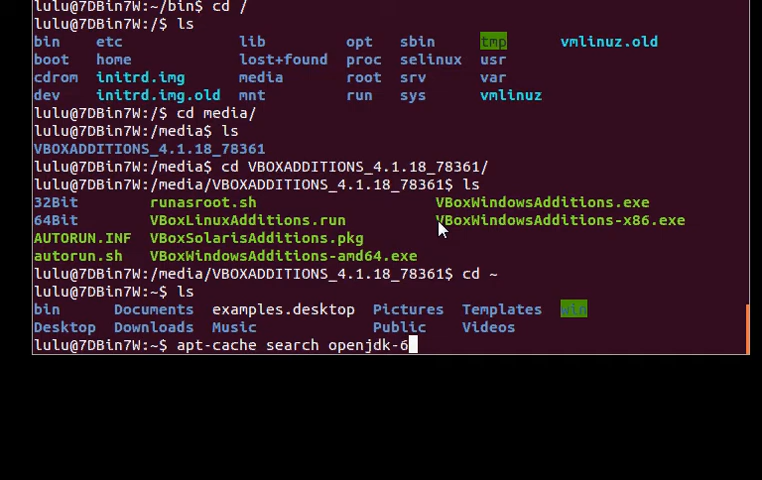 lulu@7DBin7W:~/bin$ cd /
lulu@7DBin7W:/$ ls
bin etc lib opt sbin tmp vmlinuz.old
boot home lost+found proc selinux usr
cdrom initrd.img media root srv var
dev initrd.img.old mnt run sys vmlinuz
lulu@7DBin7W:/$ cd media/
lulu@7DBin7W:/media$ ls
VBOXADDITIONS_4.1.18_78361
lulu@7DBin7W:/media$ cd VBOXADDITIONS_4.1.18_78361/
lulu@7DBin7W:/media/VBOXADDITIONS_4.1.18_78361$ ls
32Bit runasroot.sh VBoxWindowsAdditions.exe
64Bit VBoxLinuxAdditions.run VBoxWindowsAdditions-x86.exe
AUTORUN.INF VBoxSolarisAdditions.pkg
autorun.sh VBoxWindowsAdditions-amd64.exe
lulu@7DBin7W:/media/VBOXADDITIONS_4.1.18_78361$ cd ~
lulu@7DBin7W:~$ ls
bin Documents examples.desktop Pictures Templates win
Desktop Downloads Music Public Videos
lulu@7DBin7W:~$ apt-cache search openjdk-6